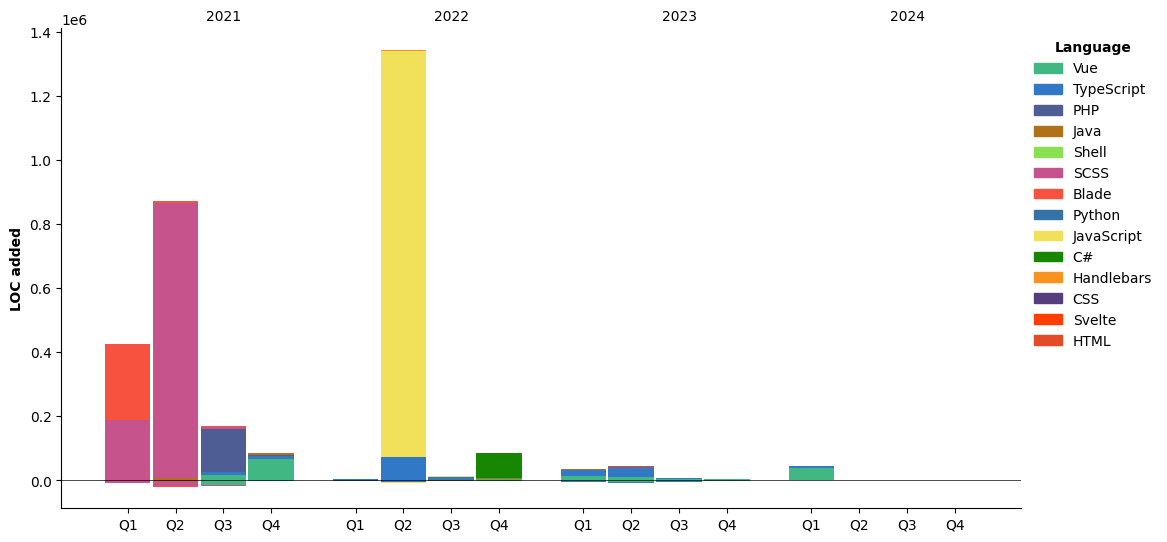 2021 2022 2023 2024
1e6
1.4
1.2
1.0
0.8
0.6
0.4
0.2
0.0
LOC added
Q1 Q2 Q3 Q4 Q1 Q2 Q3 Q4 Q1 Q2 Q3 Q4 Q1 Q2 Q3 Q4
Language
Vue
TypeScript
PHP
Java
Shell
SCSS
Blade
Python
JavaScript
C#
Handlebars
CSS
Svelte
HTML